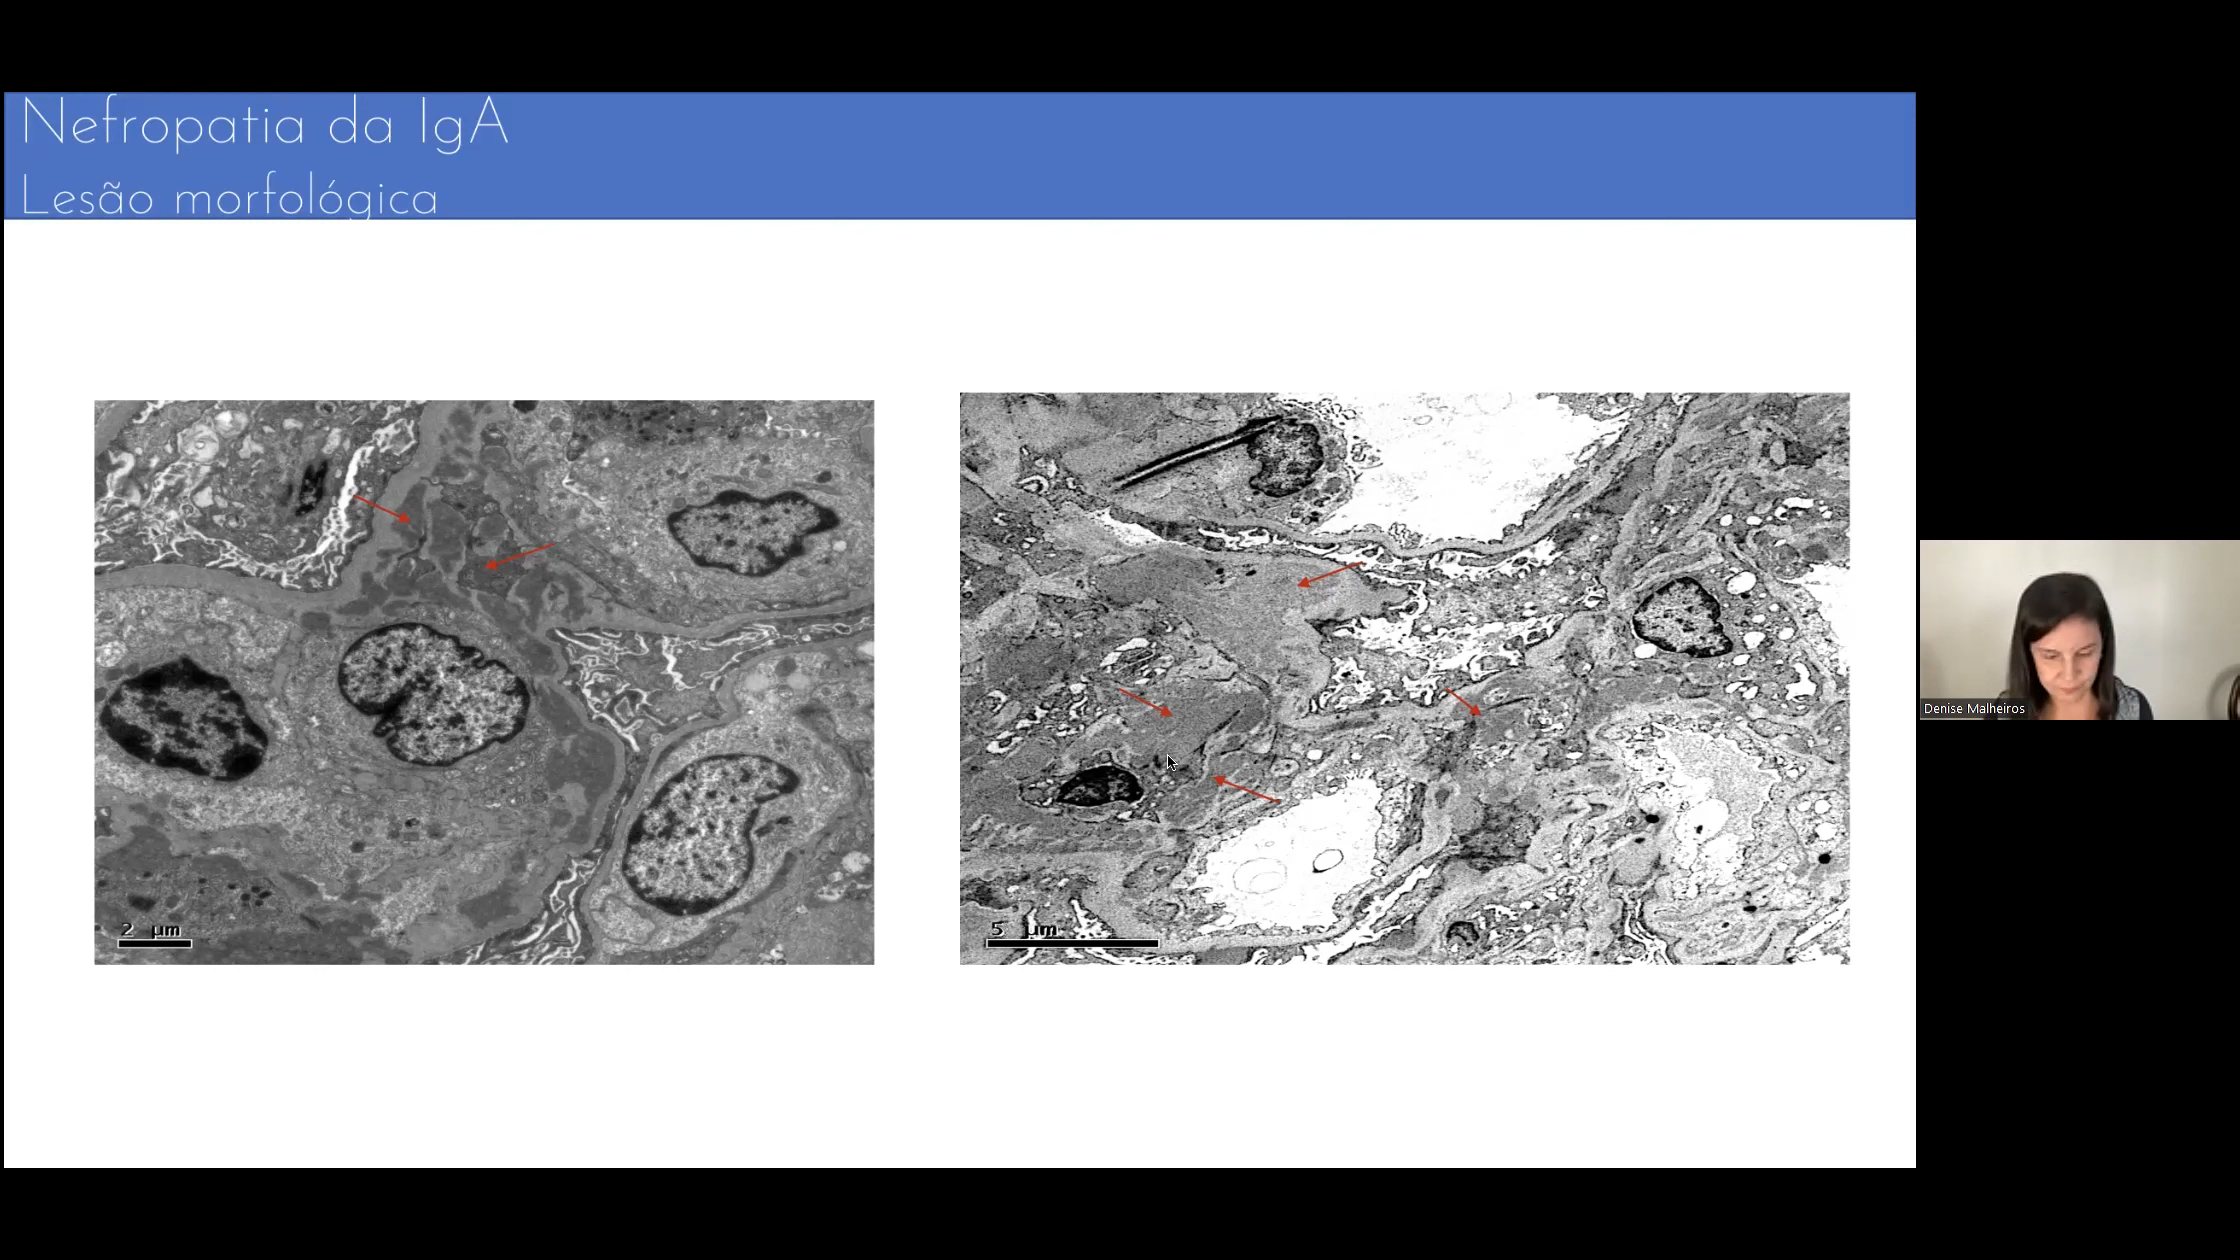 Nefropatia da IgA
Lesão morfológica
2 µm
5 µm
Denise Malheiros